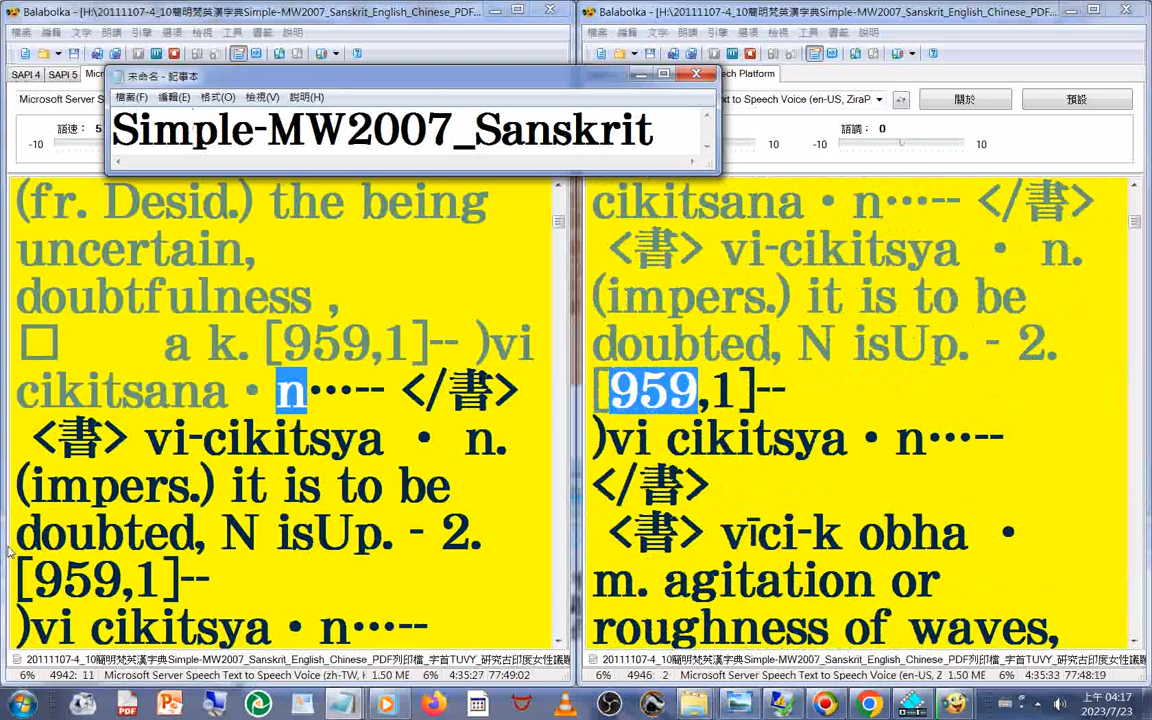 Balabolka - [H:\20111107-4_10簡明梵英漢字典Simple-MW2007_Sanskrit_English_Chinese_PDF...
Balabolka - [H:\20111107-4_10簡明梵英漢字典Simple-MW2007_Sanskrit_English_Chinese_PDF...
檔案 編輯 文字 朗讀 引擎 選項 檢視 工具 書籤 說明
檔案 編輯 文字 朗讀 引擎 選項 檢視 工具 書籤 說明
SAPI 4 SAPI 5 Mic
ech Platform
未命名 - 記事本
檔案(F) 編輯(E) 格式(O) 檢視(V) 說明(H)
Simple-MW2007_Sanskrit
Microsoft Server S
t to Speech Voice (en-US, ZiraP
關於
預設
語速： 5
語調： 0
-10
10
-10
10
(fr. Desid.) the being
uncertain,
doubtfulness ,
□ a k. [959,1]-- )vi
cikitsana • n…-- </書>
<書> vi-cikitsya • n.
(impers.) it is to be
doubted, N isUp. - 2.
[959,1]--
)vi cikitsya • n…--
cikitsana • n…-- </書>
<書> vi-cikitsya • n.
(impers.) it is to be
doubted, N isUp. - 2.
[959,1]--
)vi cikitsya • n…--
</書>
<書> vīci-k obha •
m. agitation or
roughness of waves,
20111107-4_10簡明梵英漢字典Simple-MW2007_Sanskrit_English_Chinese_PDF列印檔_字首TUVY_研究古印度女性議題
20111107-4_10簡明梵英漢字典Simple-MW2007_Sanskrit_English_Chinese_PDF列印檔_字首TUVY_研究古印度女性議題
6% 4942: 11 Microsoft Server Speech Text to Speech Voice (zh-TW, H 1.50 ME 6% 4:35:27 77:49:02
6% 4946: 2 Microsoft Server Speech Text to Speech Voice (en-US, Z 1.50 ME 6% 4:35:33 77:48:19
上午 04:17
2023/7/23